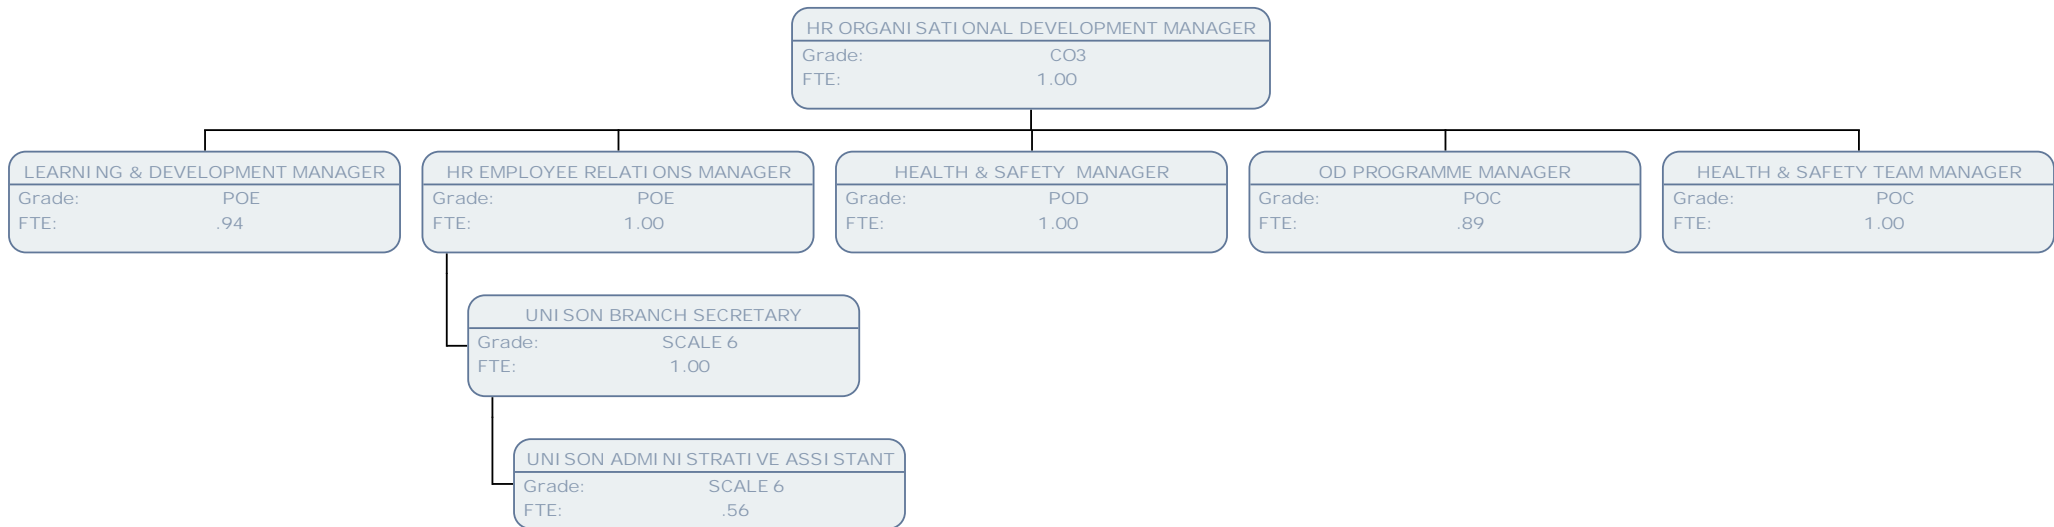 HR ORGANISATIONAL DEVELOPMENT MANAGER
Grade: CO3
FTE: 1.00
LEARNING & DEVELOPMENT MANAGER
Grade: POE
FTE: .94
HR EMPLOYEE RELATIONS MANAGER
Grade: POE
FTE: 1.00
HEALTH & SAFETY MANAGER
Grade: POD
FTE: 1.00
OD PROGRAMME MANAGER
Grade: POC
FTE: .89
HEALTH & SAFETY TEAM MANAGER
Grade: POC
FTE: 1.00
UNISON BRANCH SECRETARY
Grade: SCALE 6
FTE: 1.00
UNISON ADMINISTRATIVE ASSISTANT
Grade: SCALE 6
FTE: .56